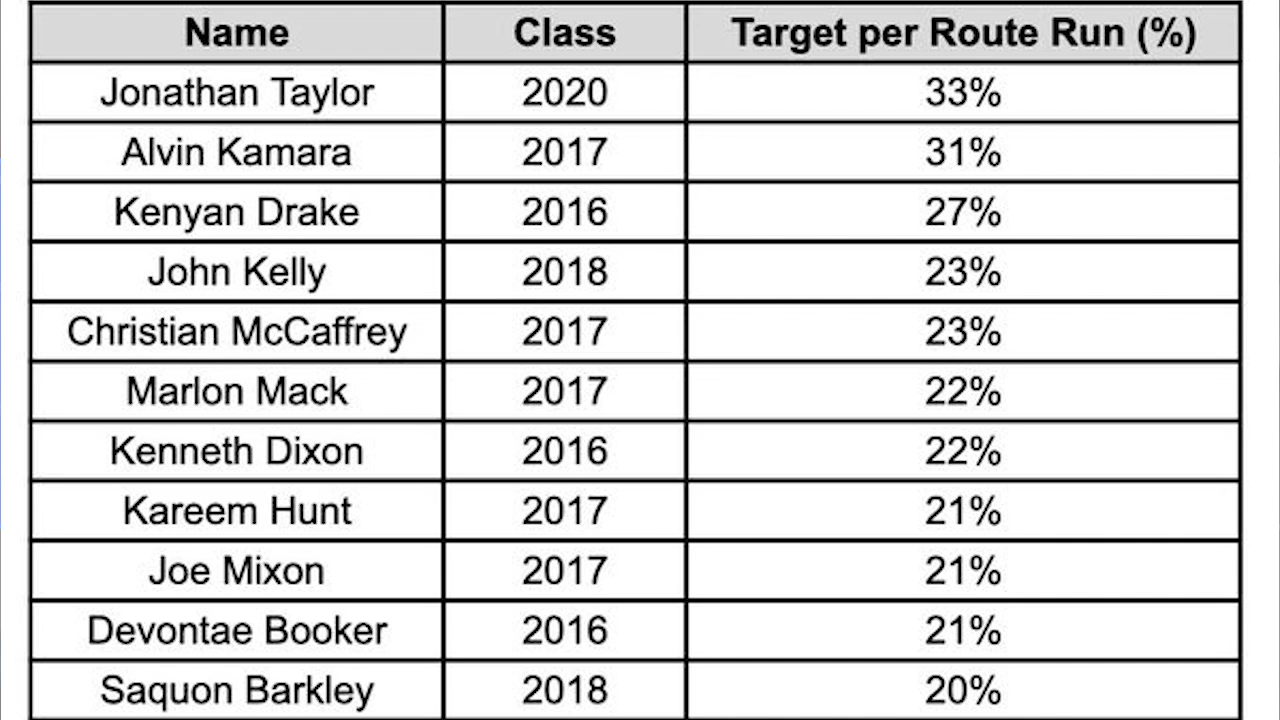 Name Class Target per Route Run (%)
Jonathan Taylor 2020 33%
Alvin Kamara 2017 31%
Kenyan Drake 2016 27%
John Kelly 2018 23%
Christian McCaffrey 2017 23%
Marlon Mack 2017 22%
Kenneth Dixon 2016 22%
Kareem Hunt 2017 21%
Joe Mixon 2017 21%
Devontae Booker 2016 21%
Saquon Barkley 2018 20%